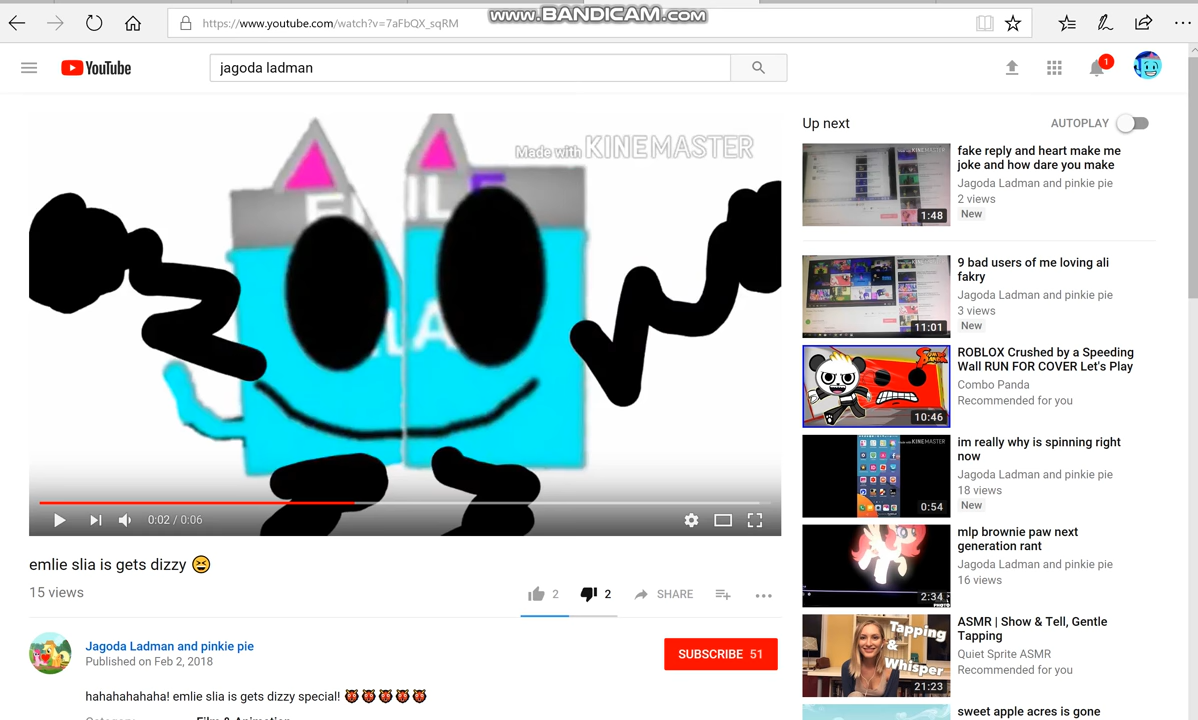 www.BANDICAM.com
https://www.youtube.com/watch?v=7aFbQX_sqRM
YouTube
jagoda ladman
1
Made with KINEMASTER
0:02 / 0:06
emlie slia is gets dizzy 😆
15 views
2
2
SHARE
Jagoda Ladman and pinkie pie
Published on Feb 2, 2018
SUBSCRIBE 51
hahahahahaha! emlie slia is gets dizzy special! 👹👹👹👹👹
Up next
AUTOPLAY
fake reply and heart make me
joke and how dare you make
Jagoda Ladman and pinkie pie
2 views
New
1:48
9 bad users of me loving ali
fakry
Jagoda Ladman and pinkie pie
3 views
New
11:01
ROBLOX Crushed by a Speeding
Wall RUN FOR COVER Let's Play
Combo Panda
Recommended for you
10:46
im really why is spinning right
now
Jagoda Ladman and pinkie pie
18 views
New
0:54
mlp brownie paw next
generation rant
Jagoda Ladman and pinkie pie
16 views
2:34
ASMR | Show & Tell, Gentle
Tapping
Quiet Sprite ASMR
Recommended for you
Tapping
&
Whisper
21:23
sweet apple acres is gone